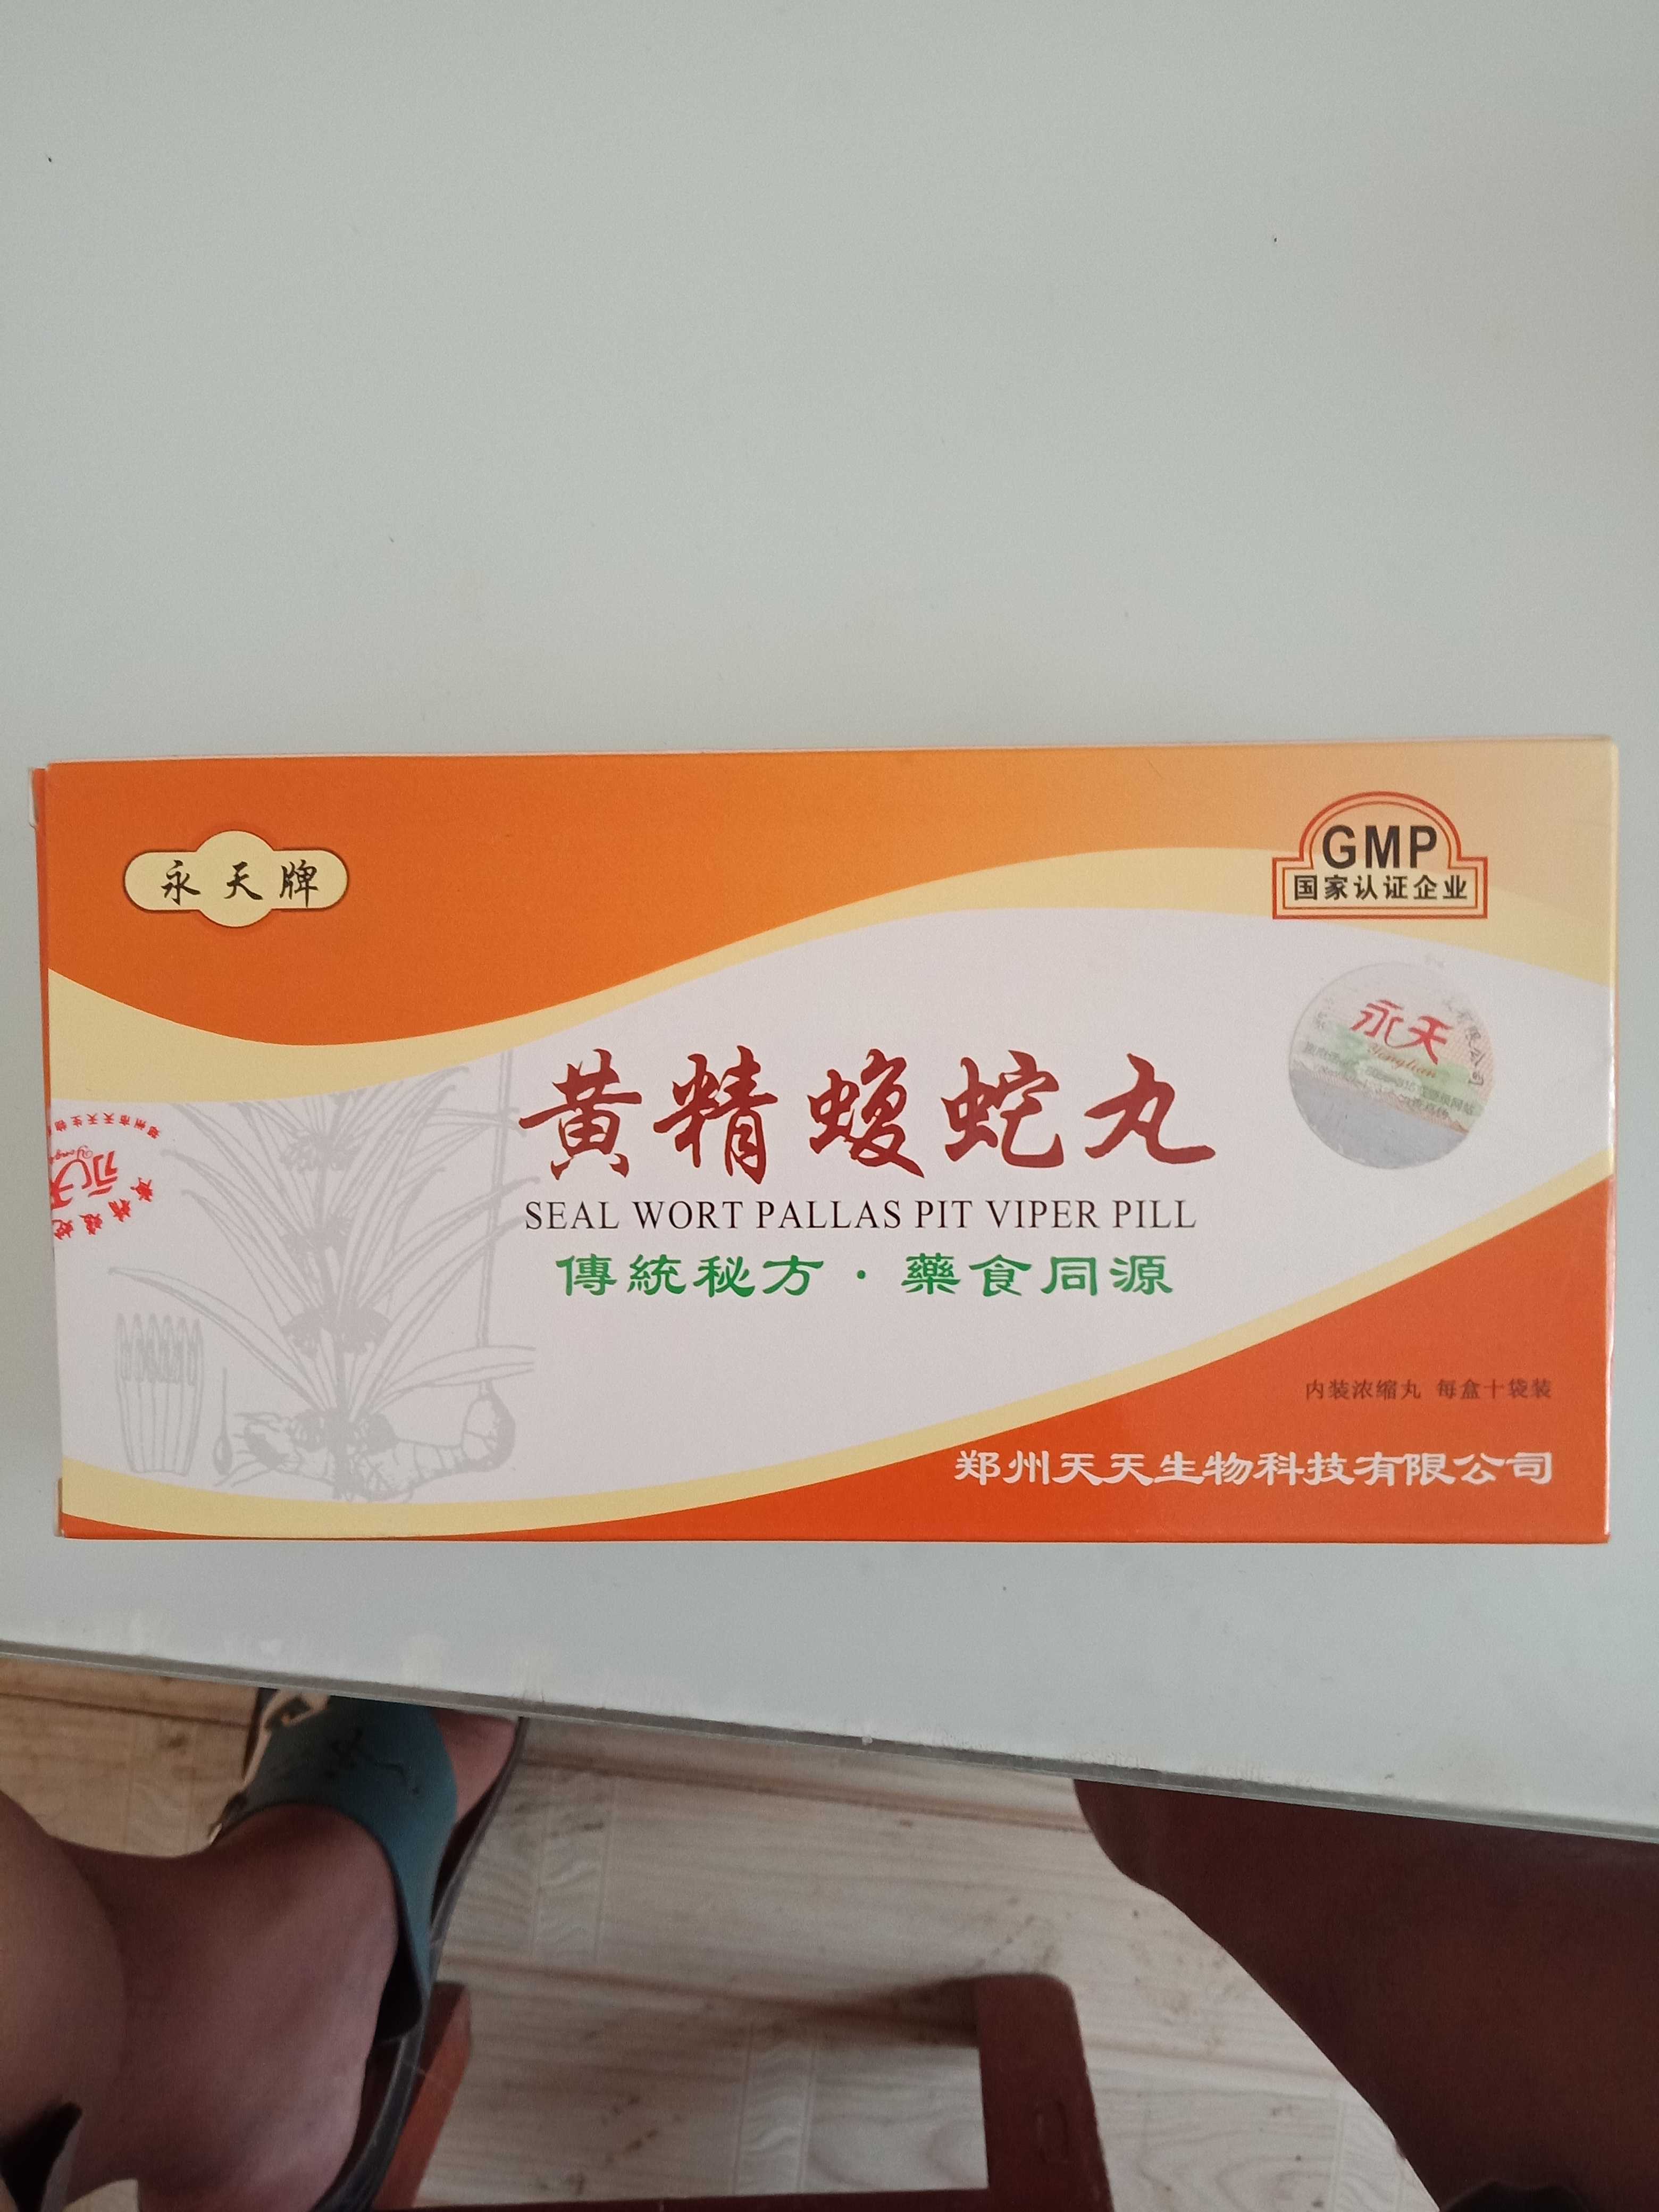 永天牌
GMP
国家认证企业
永天
Yongtian
黄精蝮蛇丸
SEAL WORT PALLAS PIT VIPER PILL
傳統秘方·藥食同源
内装浓缩丸 每盒十袋装
郑州天天生物科技有限公司